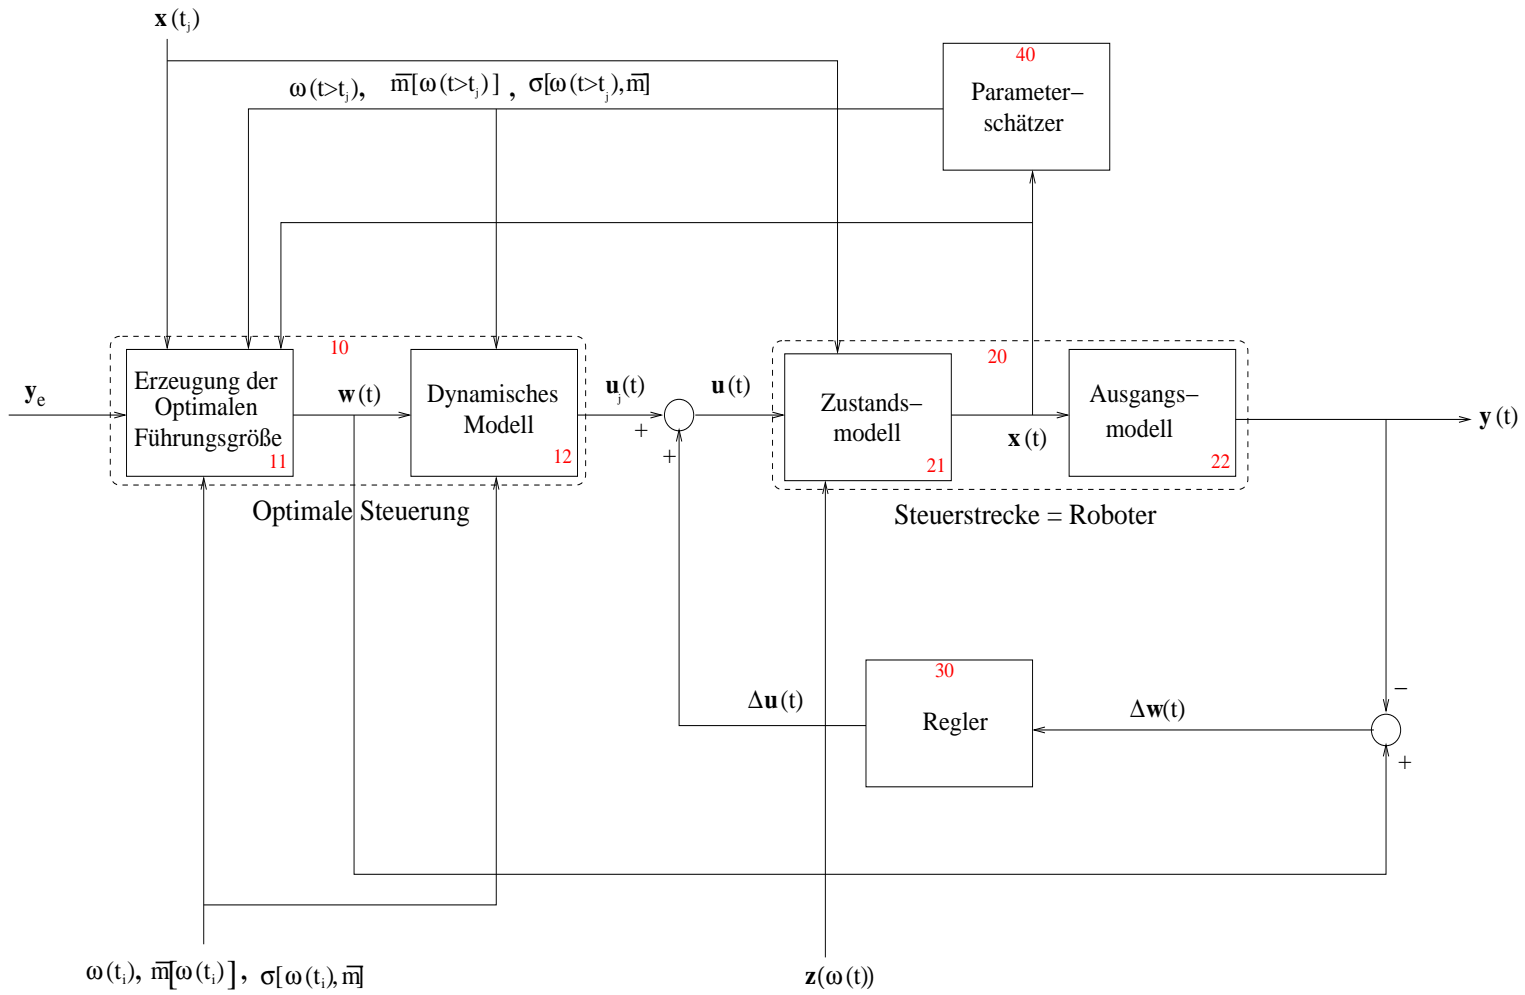 x(tⱼ)
40
ω(t>tⱼ), m̅[ω(t>tⱼ)], σ[ω(t>tⱼ),m̅]
Parameter–
schätzer
10
20
yₑ
Erzeugung der
Optimalen
Führungsgröße
11
w(t)
Dynamisches
Modell
12
uⱼ(t)
+
+
u(t)
Zustands–
modell
21
x(t)
Ausgangs–
modell
22
y(t)
Optimale Steuerung
Steuerstrecke = Roboter
30
Regler
Δu(t)
Δw(t)
–
+
ω(tᵢ), m̅[ω(tᵢ)], σ[ω(tᵢ),m̅]
z(ω(t))